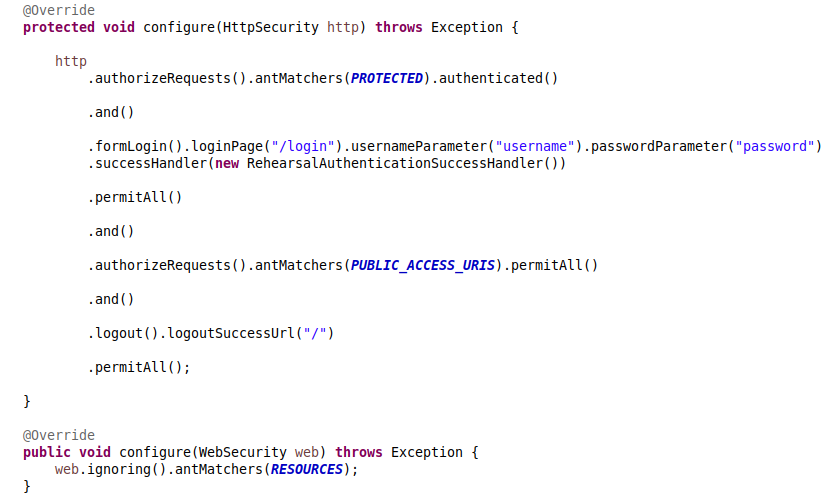 @Override
protected void configure(HttpSecurity http) throws Exception {
http
.authorizeRequests().antMatchers(PROTECTED).authenticated()
.and()
.formLogin().loginPage("/login").usernameParameter("username").passwordParameter("password")
.successHandler(new RehearsalAuthenticationSuccessHandler())
.permitAll()
.and()
.authorizeRequests().antMatchers(PUBLIC_ACCESS_URIS).permitAll()
.and()
.logout().logoutSuccessUrl("/")
.permitAll();
}
@Override
public void configure(WebSecurity web) throws Exception {
web.ignoring().antMatchers(RESOURCES);
}